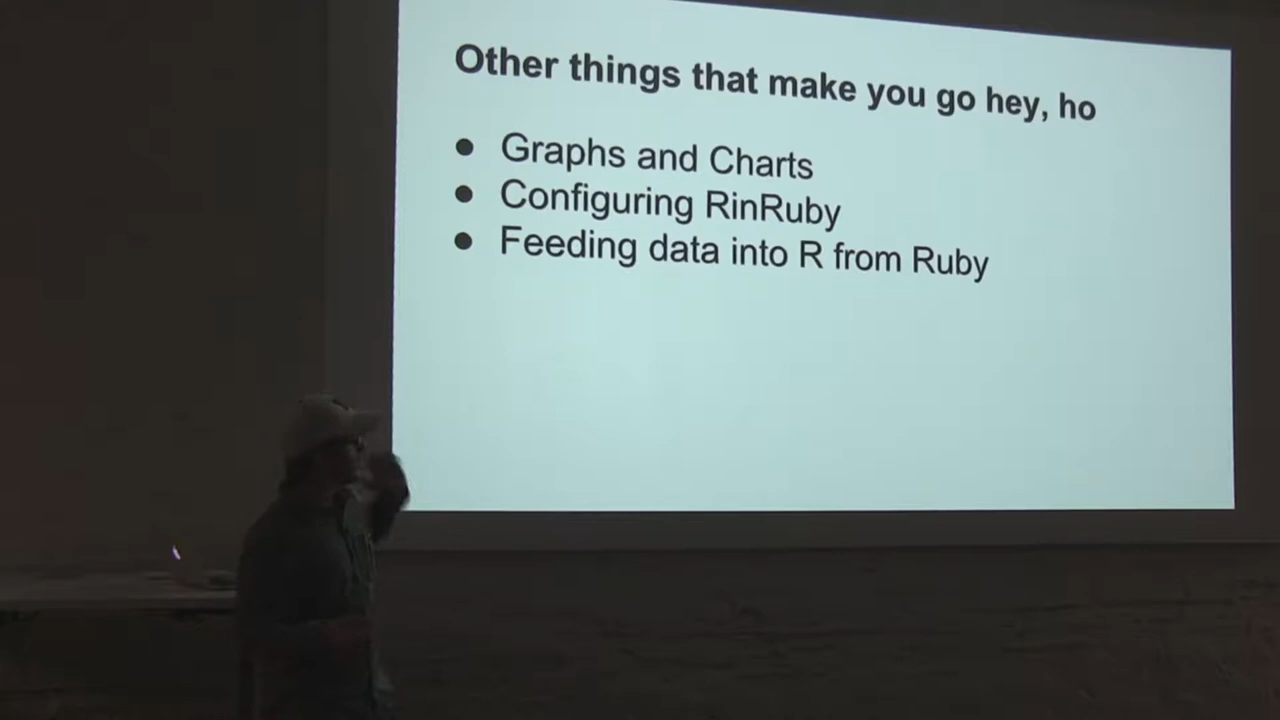 Other things that make you go hey, ho
● Graphs and Charts
● Configuring RinRuby
● Feeding data into R from Ruby